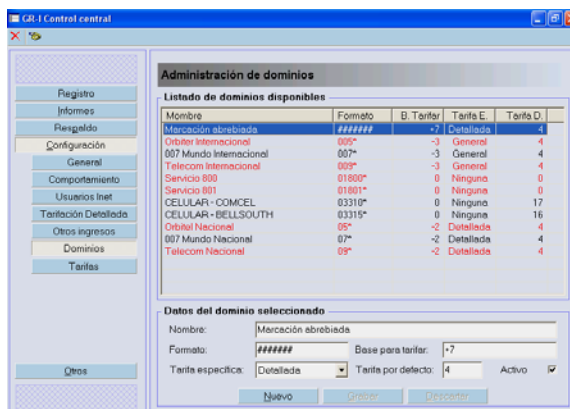 GR-I Control central
Administración de dominios
Registro
Informes
Respaldo
Configuración
General
Comportamiento
Usuarios Inet
Tarifación Detallada
Otros ingresos
Dominios
Tarifas
Otros
Listado de dominios disponibles
Nombre Formato B. Tarifar Tarifa E. Tarifa D.
Marcación abrebiada ####### +7 Detallada 4
Orbiter Internacional 005* -3 General 4
007 Mundo Internacional 007* -3 General 4
Telecom Internacional 009* -3 General 4
Servicio 800 01800* 0 Ninguna 0
Servicio 801 01801* 0 Ninguna 0
CELULAR - COMCEL 03310* 0 Ninguna 17
CELULAR - BELLSOUTH 03315* 0 Ninguna 16
Orbitel Nacional 05* -2 Detallada 4
007 Mundo Nacional 07* -2 Detallada 4
Telecom Nacional 09* -2 Detallada 4
Datos del dominio seleccionado
Nombre: Marcación abrebiada
Formato: ####### Base para tarifar: +7
Tarifa específica: Detallada Tarifa por defecto: 4 Activo
Nuevo Grabar Descartar